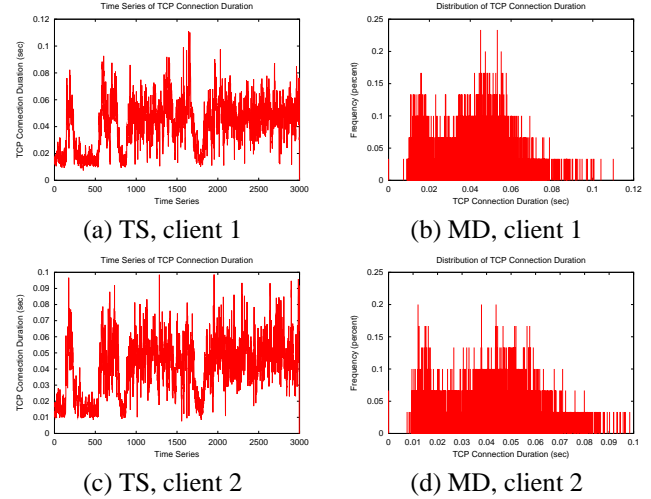 Time Series of TCP Connection Duration
TCP Connection Duration (sec)
0.12
0.1
0.08
0.06
0.04
0.02
0
0 500 1000 1500 2000 2500 3000
Time Series
(a) TS, client 1
Distribution of TCP Connection Duration
Frequency (percent)
0.25
0.2
0.15
0.1
0.05
0
0 0.02 0.04 0.06 0.08 0.1 0.12
TCP Connection Duration (sec)
(b) MD, client 1
Time Series of TCP Connection Duration
TCP Connection Duration (sec)
0.1
0.09
0.08
0.07
0.06
0.05
0.04
0.03
0.02
0.01
0
0 500 1000 1500 2000 2500 3000
Time Series
(c) TS, client 2
Distribution of TCP Connection Duration
Frequency (percent)
0.25
0.2
0.15
0.1
0.05
0
0 0.01 0.02 0.03 0.04 0.05 0.06 0.07 0.08 0.09 0.1
TCP Connection Duration (sec)
(d) MD, client 2